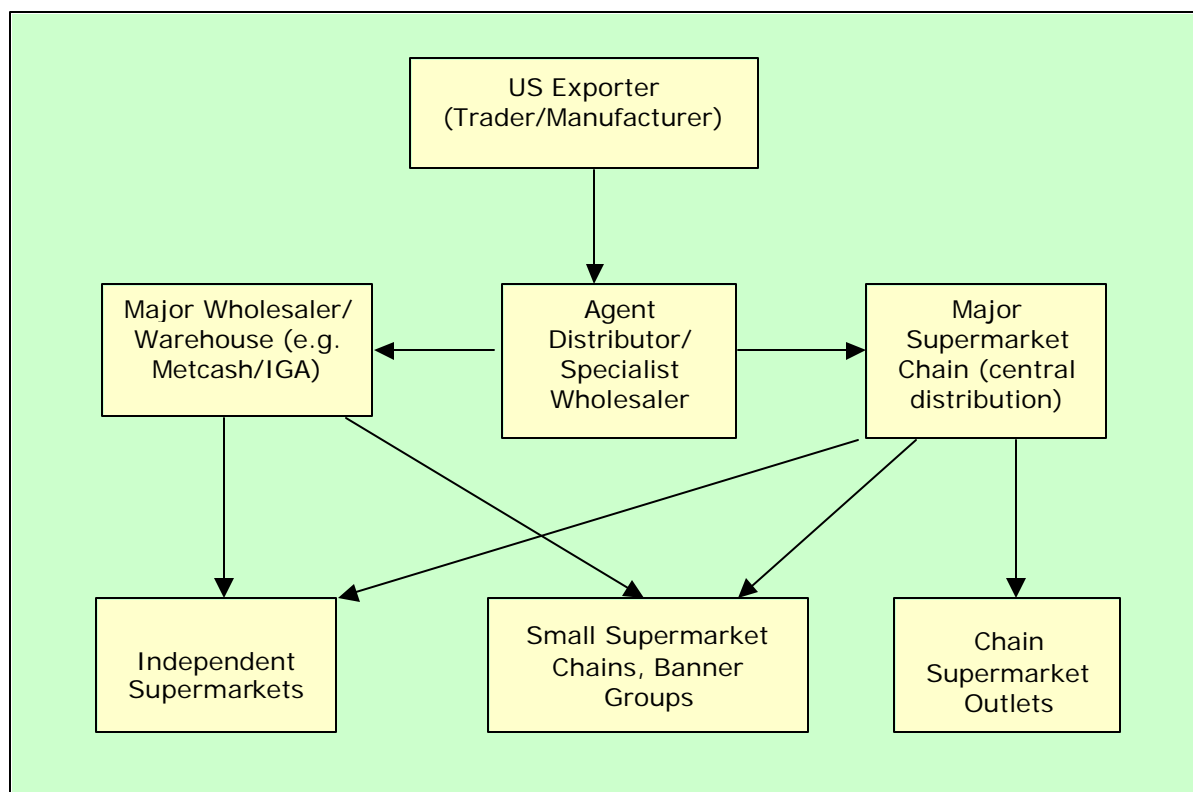 US Exporter
(Trader/Manufacturer)
Major Wholesaler/
Warehouse (e.g.
Metcash/IGA)
Agent
Distributor/
Specialist
Wholesaler
Major
Supermarket
Chain (central
distribution)
Independent
Supermarkets
Small Supermarket
Chains, Banner
Groups
Chain
Supermarket
Outlets